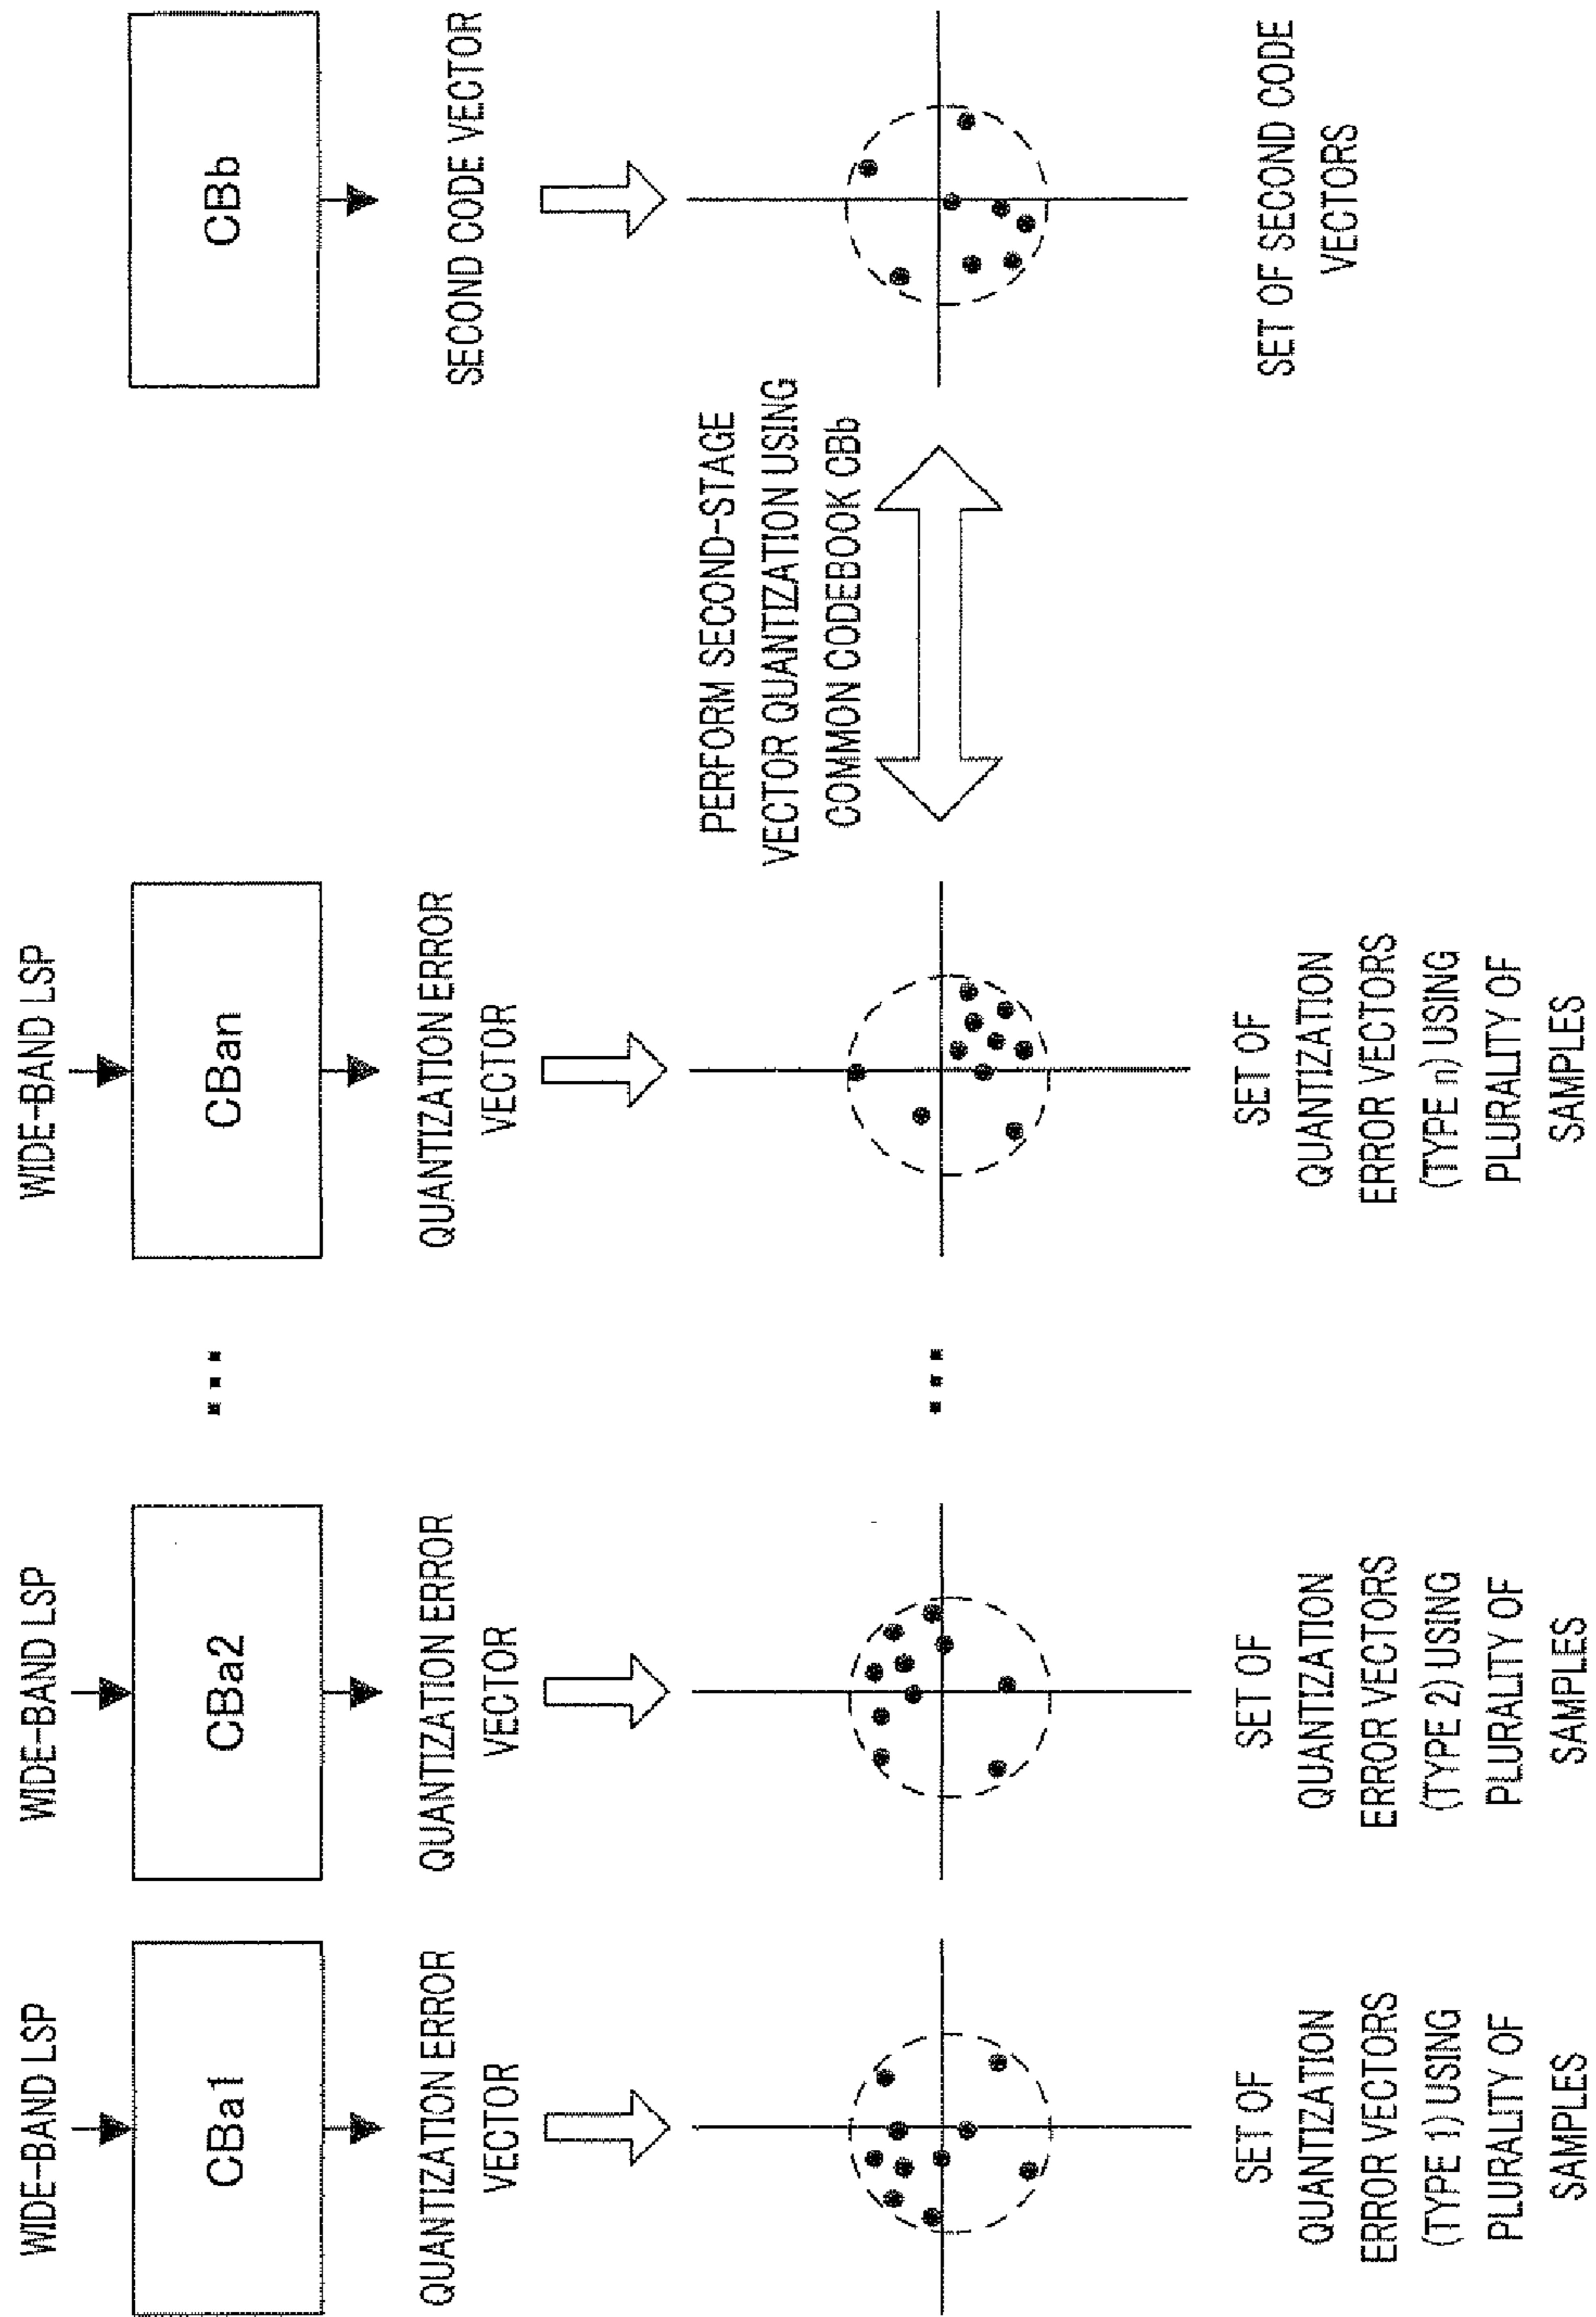 WIDE-BAND LSP
CBa1
QUANTIZATION ERROR
VECTOR
SET OF
QUANTIZATION
ERROR VECTORS
(TYPE 1) USING
PLURALITY OF
SAMPLES
WIDE-BAND LSP
CBa2
QUANTIZATION ERROR
VECTOR
SET OF
QUANTIZATION
ERROR VECTORS
(TYPE 2) USING
PLURALITY OF
SAMPLES
WIDE-BAND LSP
CBan
QUANTIZATION ERROR
VECTOR
SET OF
QUANTIZATION
ERROR VECTORS
(TYPE n) USING
PLURALITY OF
SAMPLES
PERFORM SECOND-STAGE
VECTOR QUANTIZATION USING
COMMON CODEBOOK CBb
CBb
SECOND CODE VECTOR
SET OF SECOND CODE
VECTORS